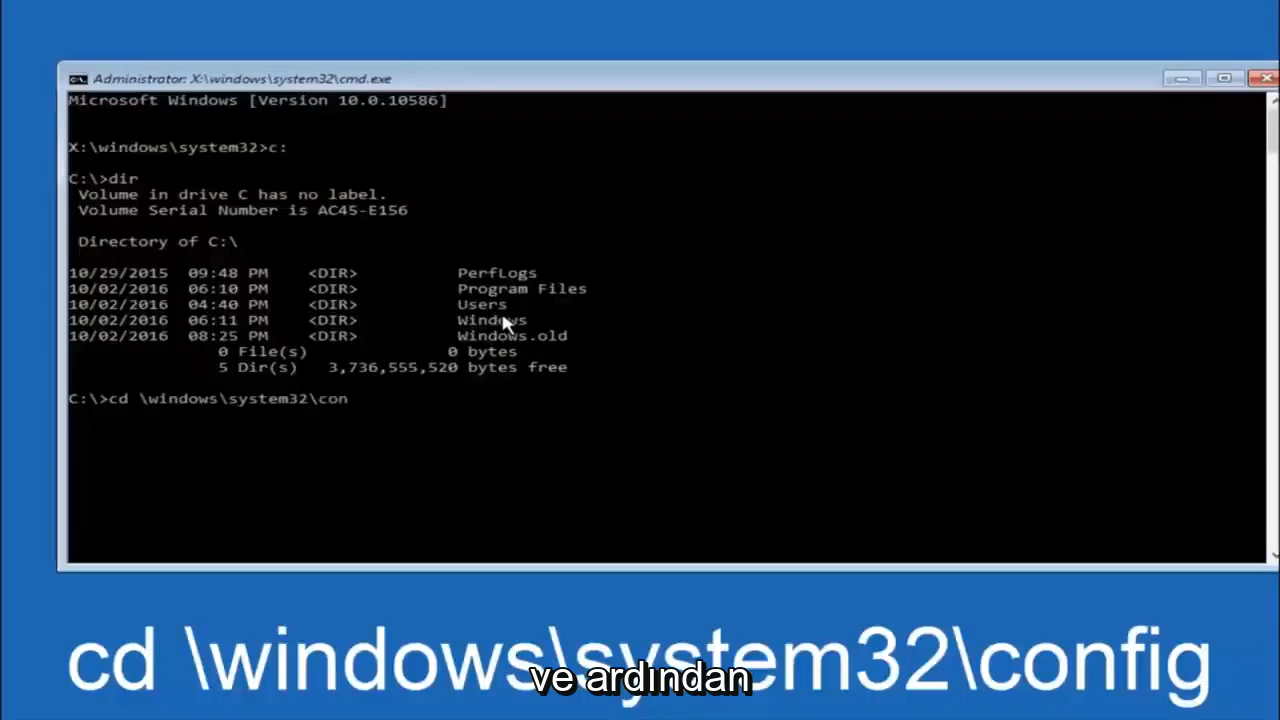 Administrator: X:\windows\system32\cmd.exe
Microsoft Windows [Version 10.0.10586]
X:\windows\system32>c:
C:\>dir
Volume in drive C has no label.
Volume Serial Number is AC45-E156
Directory of C:\
10/29/2015 09:48 PM <DIR> PerfLogs
10/02/2016 06:10 PM <DIR> Program Files
10/02/2016 04:40 PM <DIR> Users
10/02/2016 06:11 PM <DIR> Windows
10/02/2016 08:25 PM <DIR> Windows.old
0 File(s) 0 bytes
5 Dir(s) 3,736,555,520 bytes free
C:\>cd \windows\system32\con
cd \windows\system32\config
ve ardından